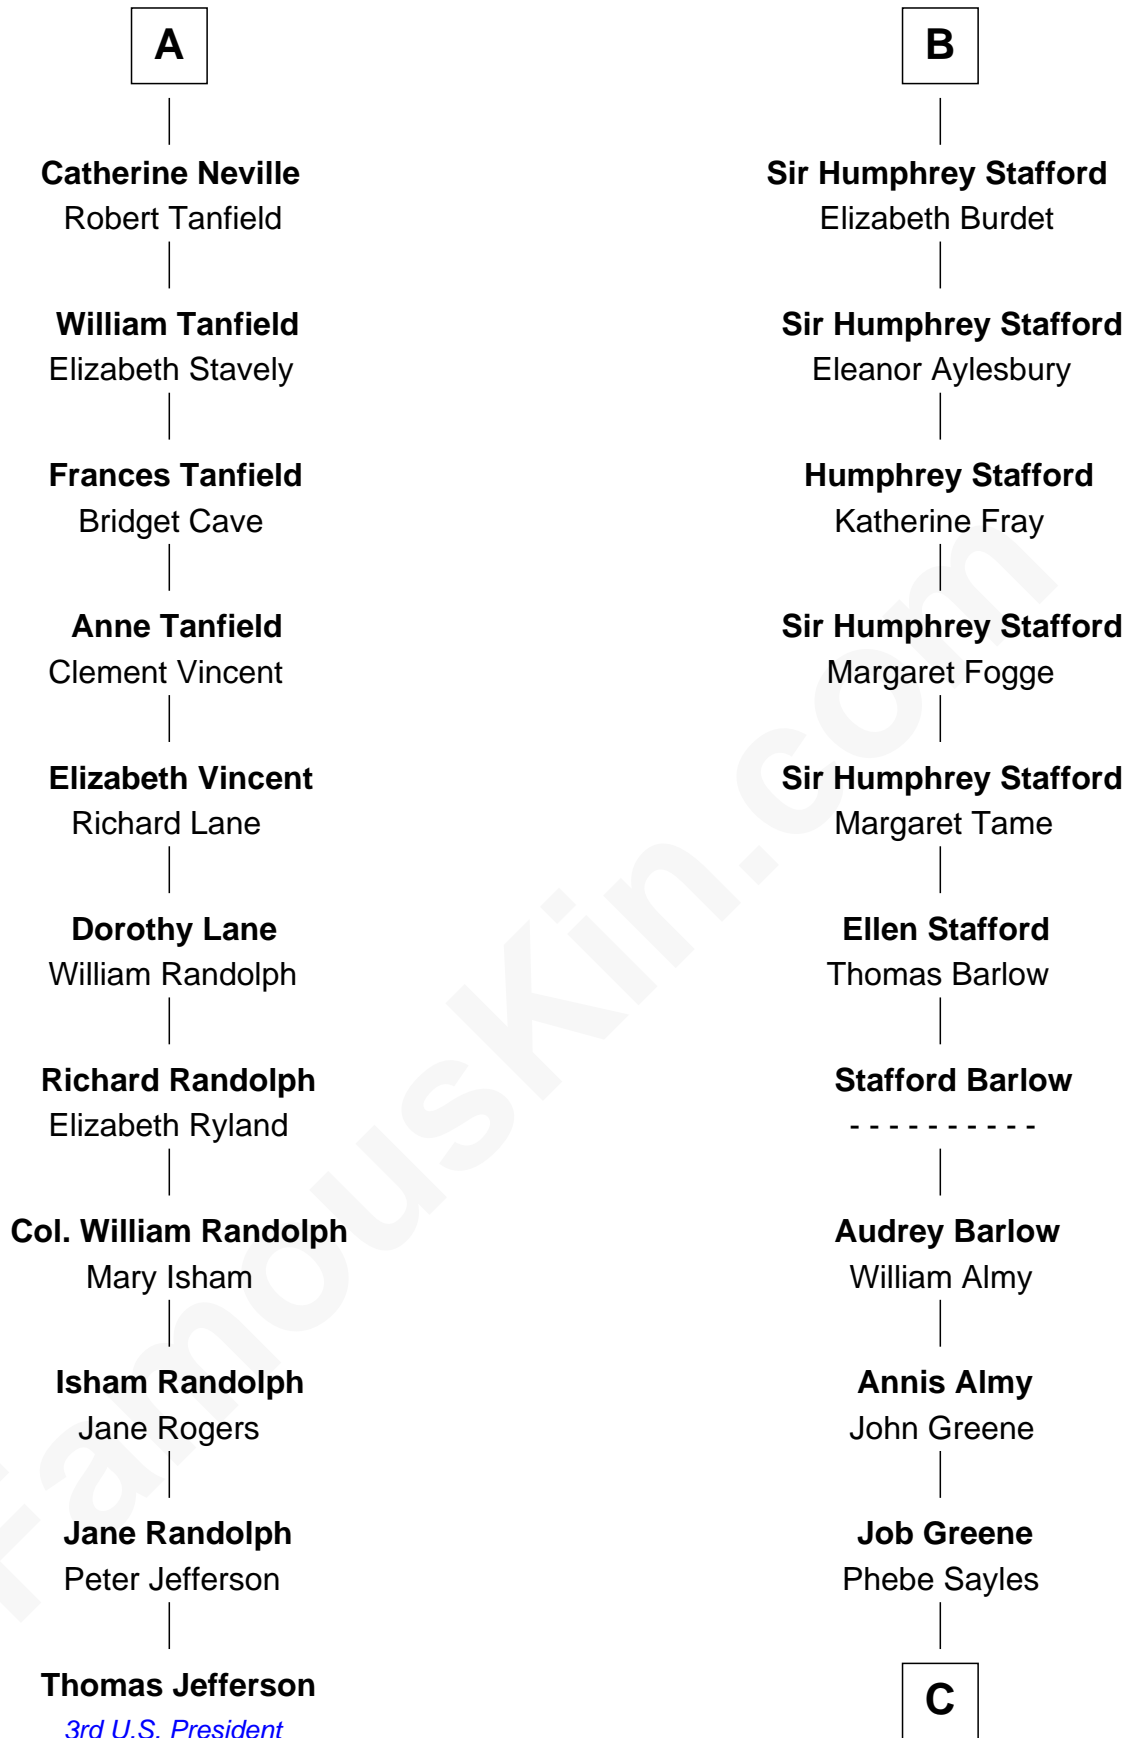 A
Catherine Neville
Robert Tanfield
William Tanfield
Elizabeth Stavely
Frances Tanfield
Bridget Cave
Anne Tanfield
Clement Vincent
Elizabeth Vincent
Richard Lane
Dorothy Lane
William Randolph
Richard Randolph
Elizabeth Ryland
Col. William Randolph
Mary Isham
Isham Randolph
Jane Rogers
Jane Randolph
Peter Jefferson
Thomas Jefferson
3rd U.S. President
B
Sir Humphrey Stafford
Elizabeth Burdet
Sir Humphrey Stafford
Eleanor Aylesbury
Humphrey Stafford
Katherine Fray
Sir Humphrey Stafford
Margaret Fogge
Sir Humphrey Stafford
Margaret Tame
Ellen Stafford
Thomas Barlow
Stafford Barlow
- - - - - - - - - -
Audrey Barlow
William Almy
Annis Almy
John Greene
Job Greene
Phebe Sayles
C
FamousKin.com